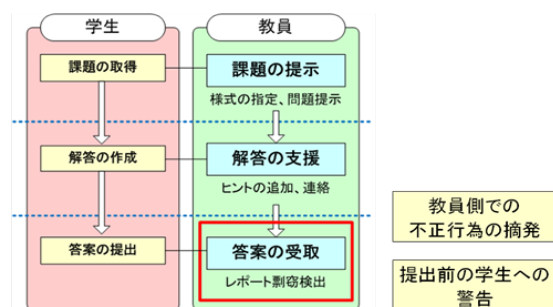 学生
教員
課題の取得
課題の提示
様式の指定、問題提示
解答の作成
解答の支援
ヒントの追加、連絡
答案の提出
答案の受取
レポート剽窃検出
教員側での
不正行為の摘発
提出前の学生への
警告